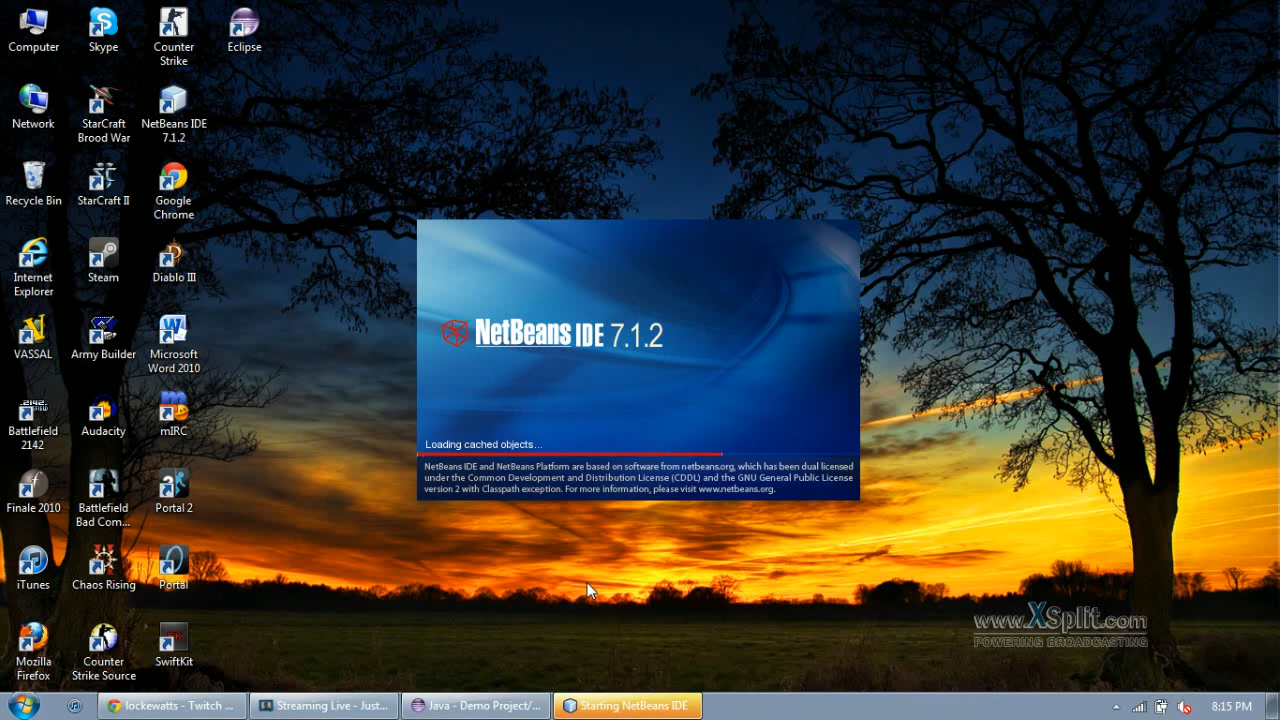 Computer
Skype
Counter
Strike
Eclipse
Network
StarCraft
Brood War
NetBeans IDE
7.1.2
Recycle Bin
StarCraft II
Google
Chrome
Internet
Explorer
Steam
Diablo III
VASSAL
Army Builder
Microsoft
Word 2010
Battlefield
2142
Audacity
mIRC
Finale 2010
Battlefield
Bad Com...
Portal 2
iTunes
Chaos Rising
Portal
Mozilla
Firefox
Counter
Strike Source
SwiftKit
NetBeans IDE 7.1.2
Loading cached objects...
NetBeans IDE and NetBeans Platform are based on software from netbeans.org, which has been dual licensed
under the Common Development and Distribution License (CDDL) and the GNU General Public License
version 2 with Classpath exception. For more information, please visit www.netbeans.org.
www.XSplit.com
POWERING BROADCASTING
lockewatts - Twitch ...
Streaming Live - Just...
Java - Demo Project/...
Starting NetBeans IDE
8:15 PM